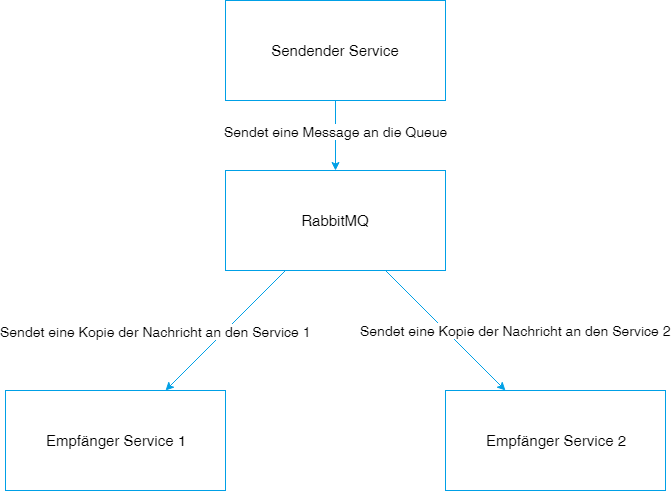 Sendender Service
Sendet eine Message an die Queue
RabbitMQ
Sendet eine Kopie der Nachricht an den Service 1
Sendet eine Kopie der Nachricht an den Service 2
Empfänger Service 1
Empfänger Service 2